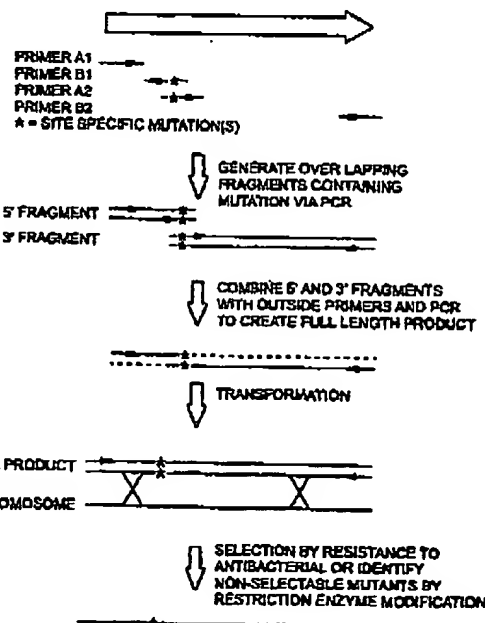 PRIMER A1
PRIMER B1
PRIMER A2
PRIMER B2
* = SITE SPECIFIC MUTATION(S)
GENERATE OVER LAPPING
FRAGMENTS CONTAINING
MUTATION VIA PCR
5' FRAGMENT
3' FRAGMENT
COMBINE 5' AND 3' FRAGMENTS
WITH OUTSIDE PRIMERS AND PCR
TO CREATE FULL LENGTH PRODUCT
TRANSFORMATION
PRODUCT
OMOSOME
SELECTION BY RESISTANCE TO
ANTIBACTERIAL OR IDENTIFY
NON-SELECTABLE MUTANTS BY
RESTRICTION ENZYME MODIFICATION